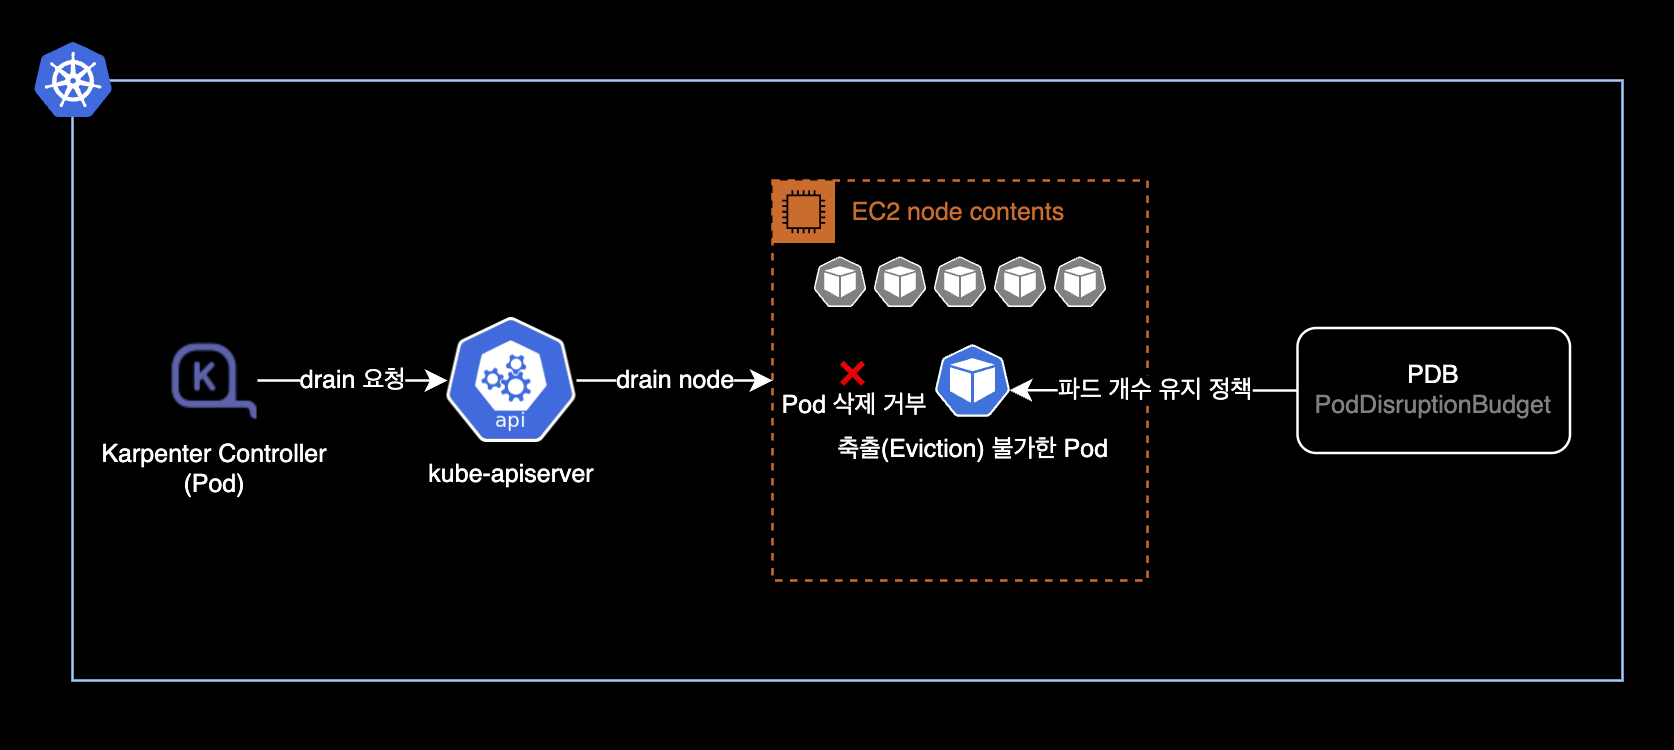 EC2 node contents
K
drain 요청
api
drain node
Pod 삭제 거부
파드 개수 유지 정책
PDB
PodDisruptionBudget
축출(Eviction) 불가한 Pod
Karpenter Controller
(Pod)
kube-apiserver